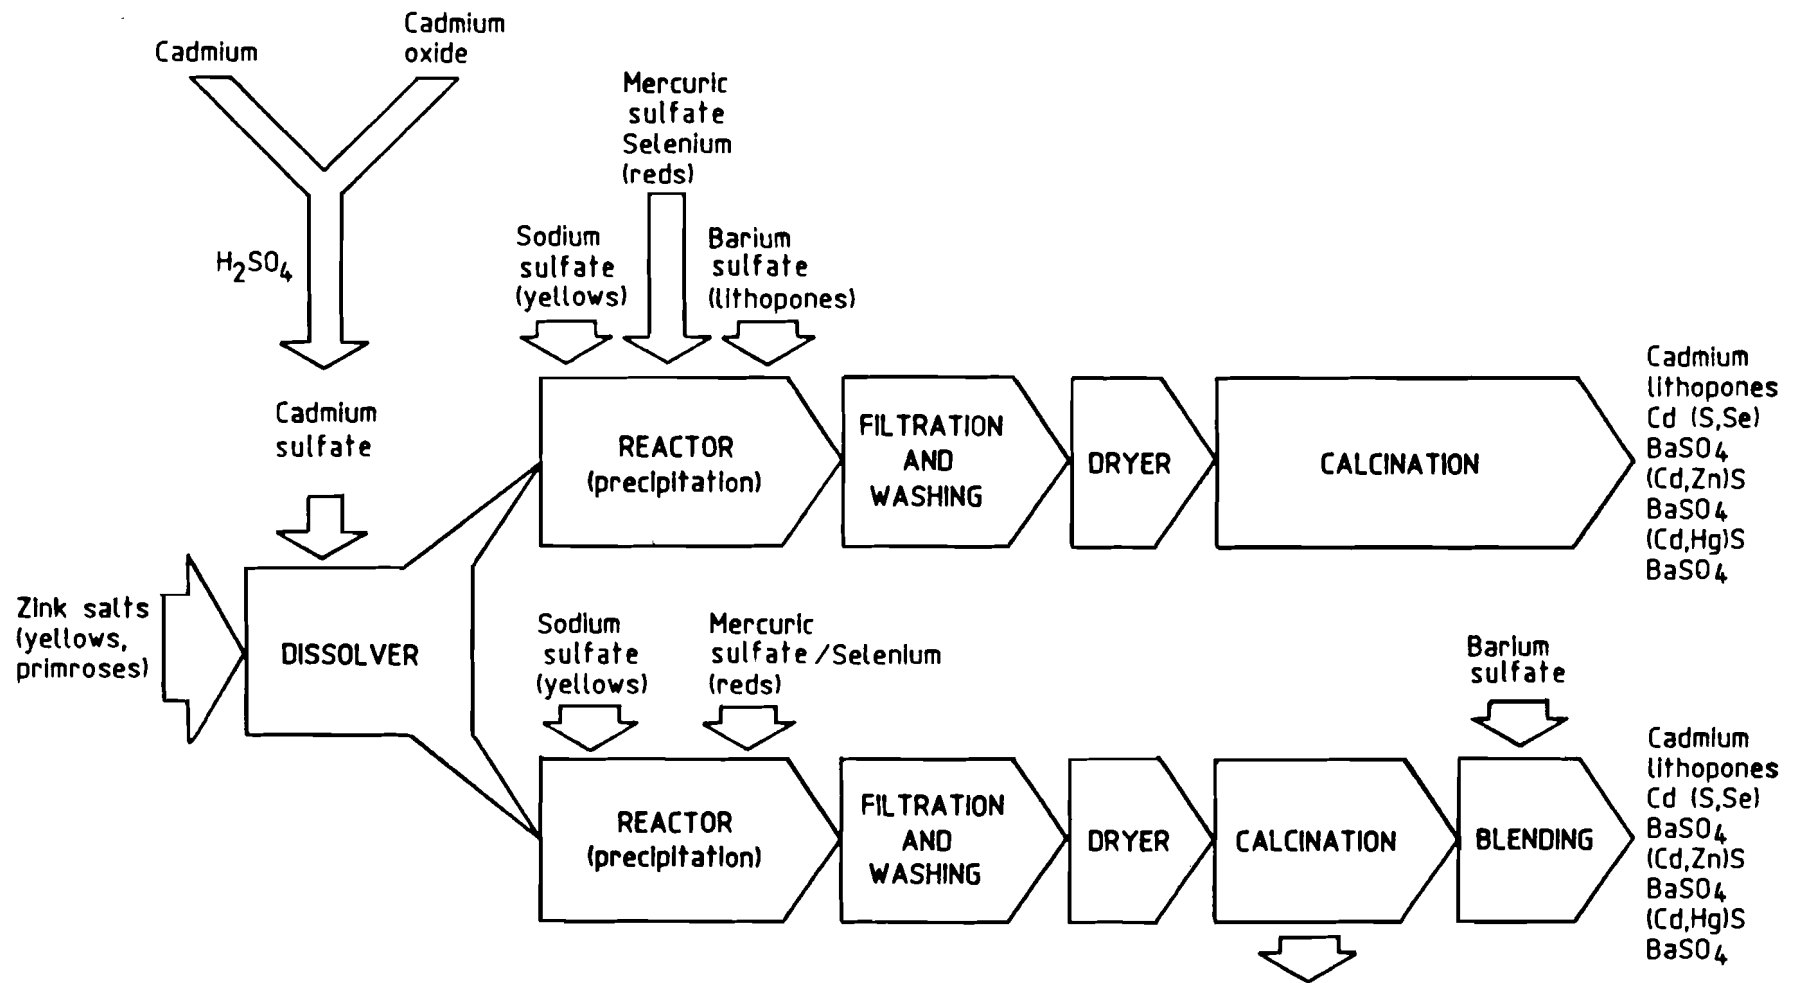 Cadmium
Cadmium
oxide
H₂SO₄
Cadmium
sulfate
Zink salts
(yellows,
primroses)
DISSOLVER
Sodium
sulfate
(yellows)
Mercuric
sulfate
Selenium
(reds)
Barium
sulfate
(lithopones)
REACTOR
(precipitation)
FILTRATION
AND
WASHING
DRYER
CALCINATION
Cadmium
lithopones
Cd (S,Se)
BaSO₄
(Cd,Zn)S
BaSO₄
(Cd,Hg)S
BaSO₄
Sodium
sulfate
(yellows)
Mercuric
sulfate/Selenium
(reds)
REACTOR
(precipitation)
FILTRATION
AND
WASHING
DRYER
CALCINATION
Barium
sulfate
BLENDING
Cadmium
lithopones
Cd (S,Se)
BaSO₄
(Cd,Zn)S
BaSO₄
(Cd,Hg)S
BaSO₄